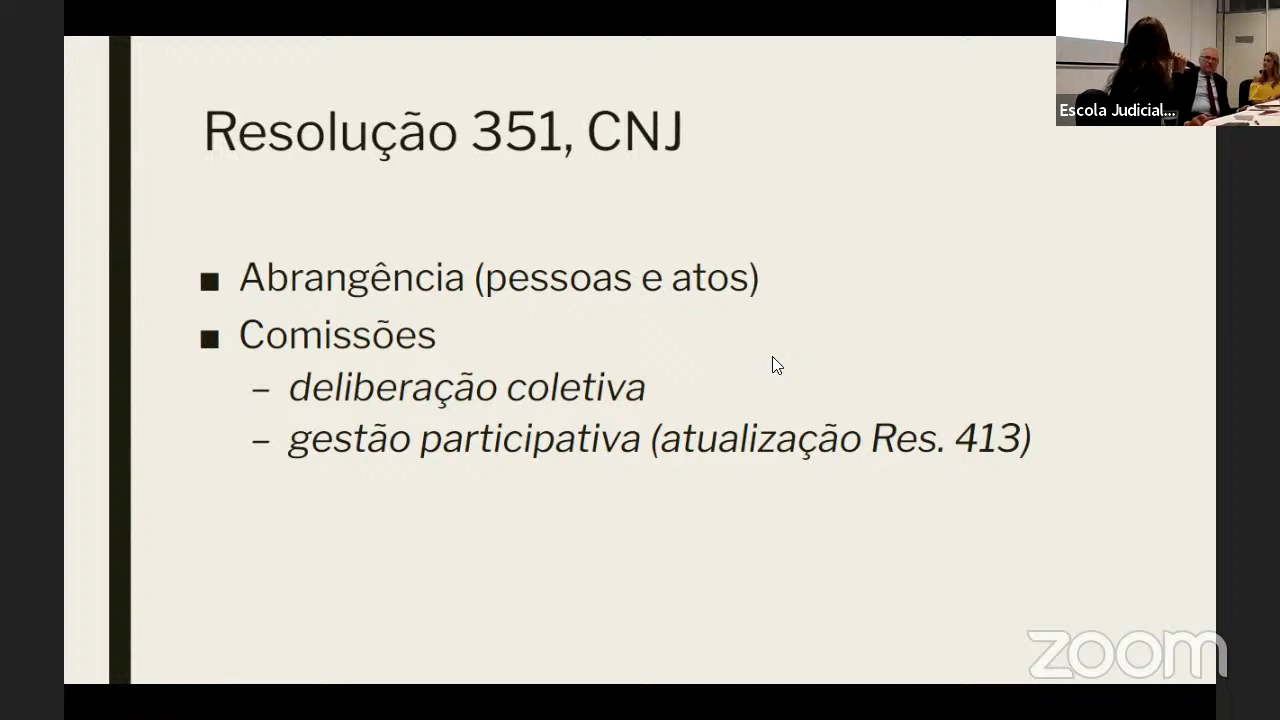 Resolução 351, CNJ
Escola Judicial...
■ Abrangência (pessoas e atos)
■ Comissões
– deliberação coletiva
– gestão participativa (atualização Res. 413)
zoom